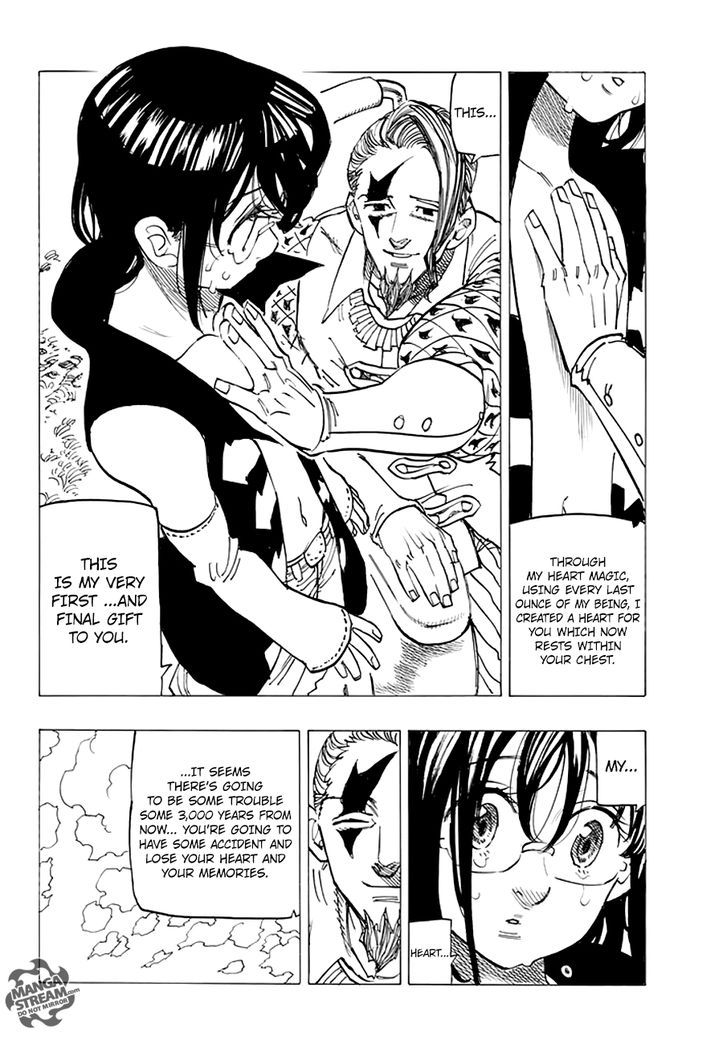 THIS...
THROUGH
MY HEART MAGIC,
USING EVERY LAST
OUNCE OF MY BEING, I
CREATED A HEART FOR
YOU WHICH NOW
RESTS WITHIN
YOUR CHEST.
THIS
IS MY VERY
FIRST ...AND
FINAL GIFT
TO YOU.
MY...
HEART...
...IT SEEMS
THERE'S GOING
TO BE SOME TROUBLE
SOME 3,000 YEARS FROM
NOW... YOU'RE GOING TO
HAVE SOME ACCIDENT AND
LOSE YOUR HEART AND
YOUR MEMORIES.
MANGA
STREAM.COM
DO NOT MIRROR